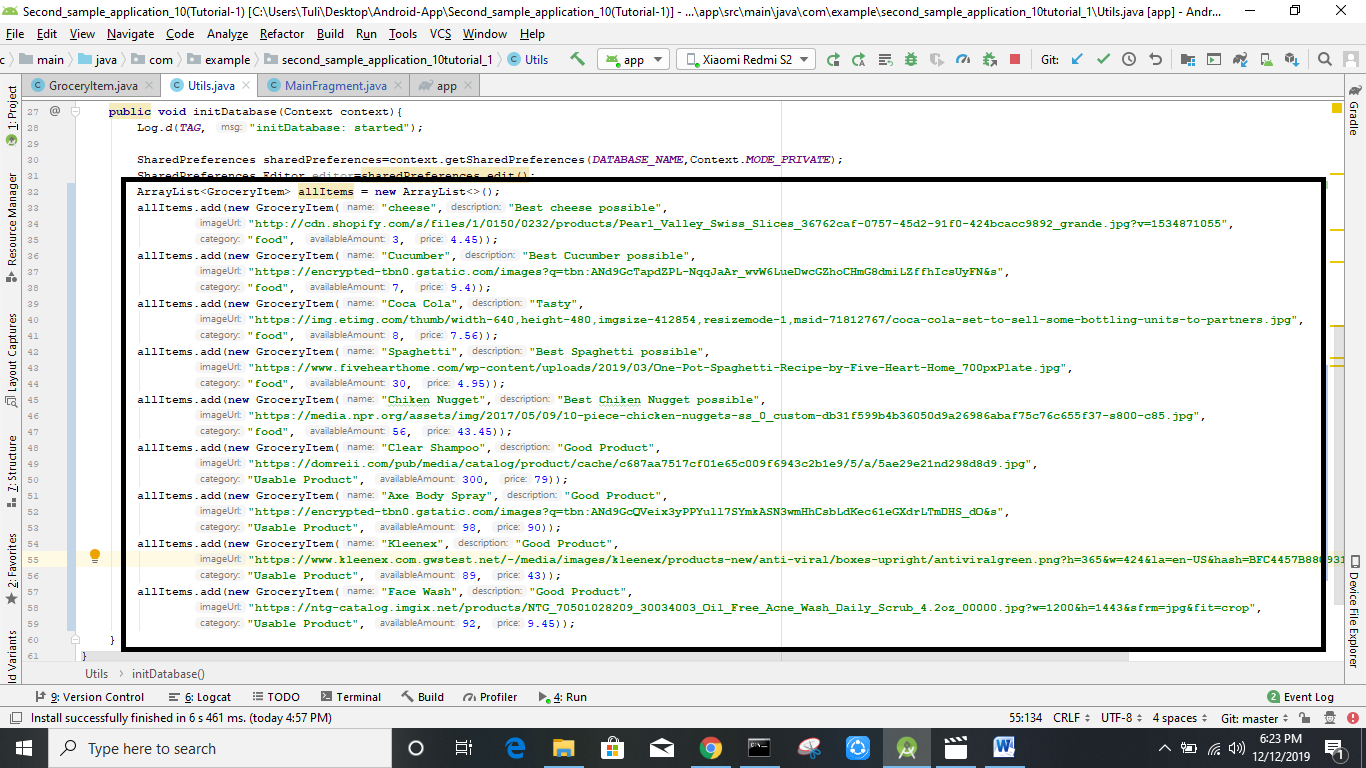 Second_sample_application_10(Tutorial-1) [C:\Users\Tuli\Desktop\Android-App\Second_sample_application_10(Tutorial-1)] - ...\app\src\main\java\com\example\second_sample_application_10tutorial_1\Utils.java [app] - Andr...
File Edit View Navigate Code Analyze Refactor Build Run Tools VCS Window Help
c main java com example second_sample_application_10tutorial_1 Utils app Xiaomi Redmi S2 Git:
GroceryItem.java Utils.java MainFragment.java app
1: Project
Resource Manager
Layout Captures
7: Structure
2: Favorites
ld Variants
27 @ public void initDatabase(Context context){
28 Log.d(TAG, msg: "initDatabase: started");
29
30 SharedPreferences sharedPreferences=context.getSharedPreferences(DATABASE_NAME,Context.MODE_PRIVATE);
31 SharedPreferences.Editor editor=sharedPreferences.edit();
32 ArrayList<GroceryItem> allItems = new ArrayList<>();
33 allItems.add(new GroceryItem( name: "cheese", description: "Best cheese possible",
34 imageUrl: "http://cdn.shopify.com/s/files/1/0150/0232/products/Pearl_Valley_Swiss_Slices_36762caf-0757-45d2-91f0-424bcacc9892_grande.jpg?v=1534871055",
35 category: "food", availableAmount: 3, price: 4.45));
36 allItems.add(new GroceryItem( name: "Cucumber", description: "Best Cucumber possible",
37 imageUrl: "https://encrypted-tbn0.gstatic.com/images?q=tbn:ANd9GcTapdZPL-NqqJaAr_wvW6LueDwcGZhoCHmG8dmiLZffhIcsUyFN&s",
38 category: "food", availableAmount: 7, price: 9.4));
39 allItems.add(new GroceryItem( name: "Coca Cola", description: "Tasty",
40 imageUrl: "https://img.etimg.com/thumb/width-640,height-480,imgsize-412854,resizemode-1,msid-71812767/coca-cola-set-to-sell-some-bottling-units-to-partners.jpg",
41 category: "food", availableAmount: 8, price: 7.56));
42 allItems.add(new GroceryItem( name: "Spaghetti", description: "Best Spaghetti possible",
43 imageUrl: "https://www.fivehearthome.com/wp-content/uploads/2019/03/One-Pot-Spaghetti-Recipe-by-Five-Heart-Home_700pxPlate.jpg",
44 category: "food", availableAmount: 30, price: 4.95));
45 allItems.add(new GroceryItem( name: "Chiken Nugget", description: "Best Chiken Nugget possible",
46 imageUrl: "https://media.npr.org/assets/img/2017/05/09/10-piece-chicken-nuggets-ss_0_custom-db31f599b4b36050d9a26986abaf75c76c655f37-s800-c85.jpg",
47 category: "food", availableAmount: 56, price: 43.45));
48 allItems.add(new GroceryItem( name: "Clear Shampoo", description: "Good Product",
49 imageUrl: "https://domreii.com/pub/media/catalog/product/cache/c687aa7517cf01e65c009f6943c2b1e9/5/a/5ae29e21nd298d8d9.jpg",
50 category: "Usable Product", availableAmount: 300, price: 79));
51 allItems.add(new GroceryItem( name: "Axe Body Spray", description: "Good Product",
52 imageUrl: "https://encrypted-tbn0.gstatic.com/images?q=tbn:ANd9GcQVeix3yPPYull7SYmkASN3wmHhCsbLdKec61eGXdrLTmDHS_dO&s",
53 category: "Usable Product", availableAmount: 98, price: 90));
54 allItems.add(new GroceryItem( name: "Kleenex", description: "Good Product",
55 imageUrl: "https://www.kleenex.com.gwstest.net/-/media/images/kleenex/products-new/anti-viral/boxes-upright/antiviralgreen.png?h=365&w=424&la=en-US&hash=BFC4457B880931
56 category: "Usable Product", availableAmount: 89, price: 43));
57 allItems.add(new GroceryItem( name: "Face Wash", description: "Good Product",
58 imageUrl: "https://ntg-catalog.imgix.net/products/NTG_70501028209_30034003_Oil_Free_Acne_Wash_Daily_Scrub_4.2oz_00000.jpg?w=1200&h=1443&sfrm=jpg&fit=crop",
59 category: "Usable Product", availableAmount: 92, price: 9.45));
60 }
61 }
Gradle
Device File Explorer
Utils initDatabase()
9: Version Control 6: Logcat TODO Terminal Build Profiler 4: Run 2 Event Log
Install successfully finished in 6 s 461 ms. (today 4:57 PM) 55:134 CRLF UTF-8 4 spaces Git: master
Type here to search
6:23 PM
12/12/2019
1